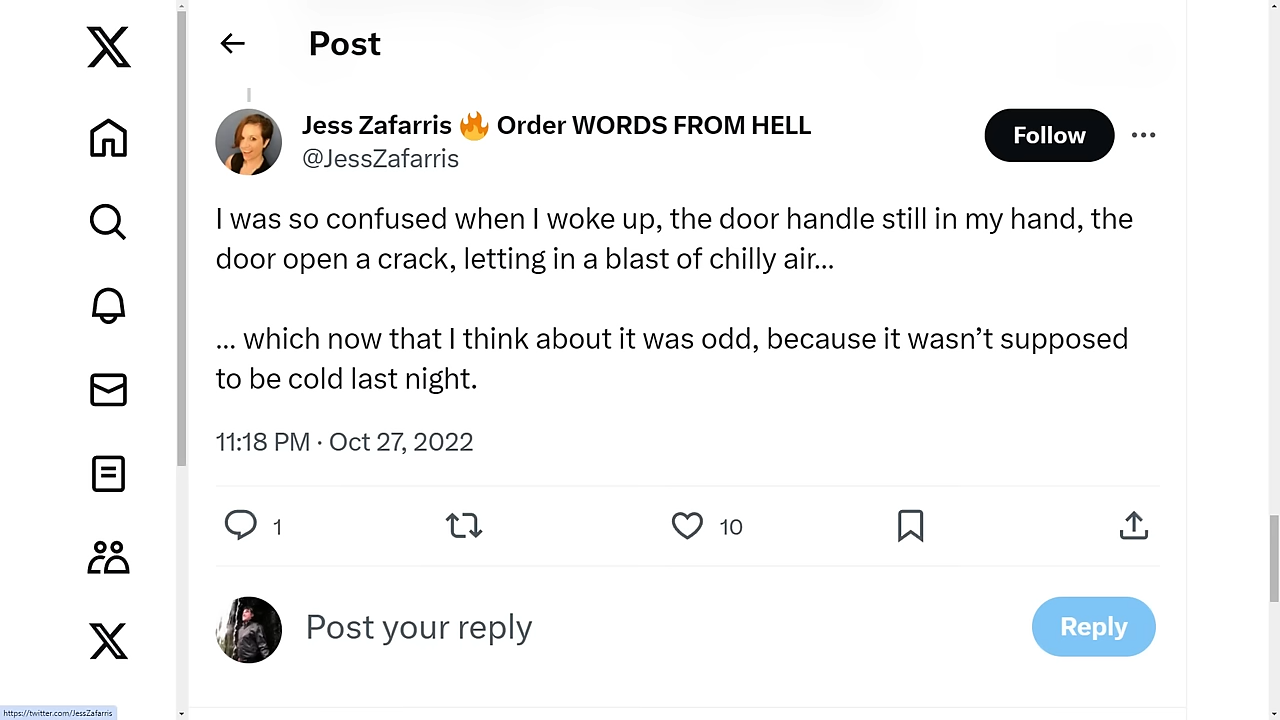 Post
Jess Zafarris 🔥 Order WORDS FROM HELL
@JessZafarris
Follow
I was so confused when I woke up, the door handle still in my hand, the
door open a crack, letting in a blast of chilly air...
... which now that I think about it was odd, because it wasn’t supposed
to be cold last night.
11:18 PM · Oct 27, 2022
1
10
Post your reply
Reply
https://twitter.com/JessZafarris